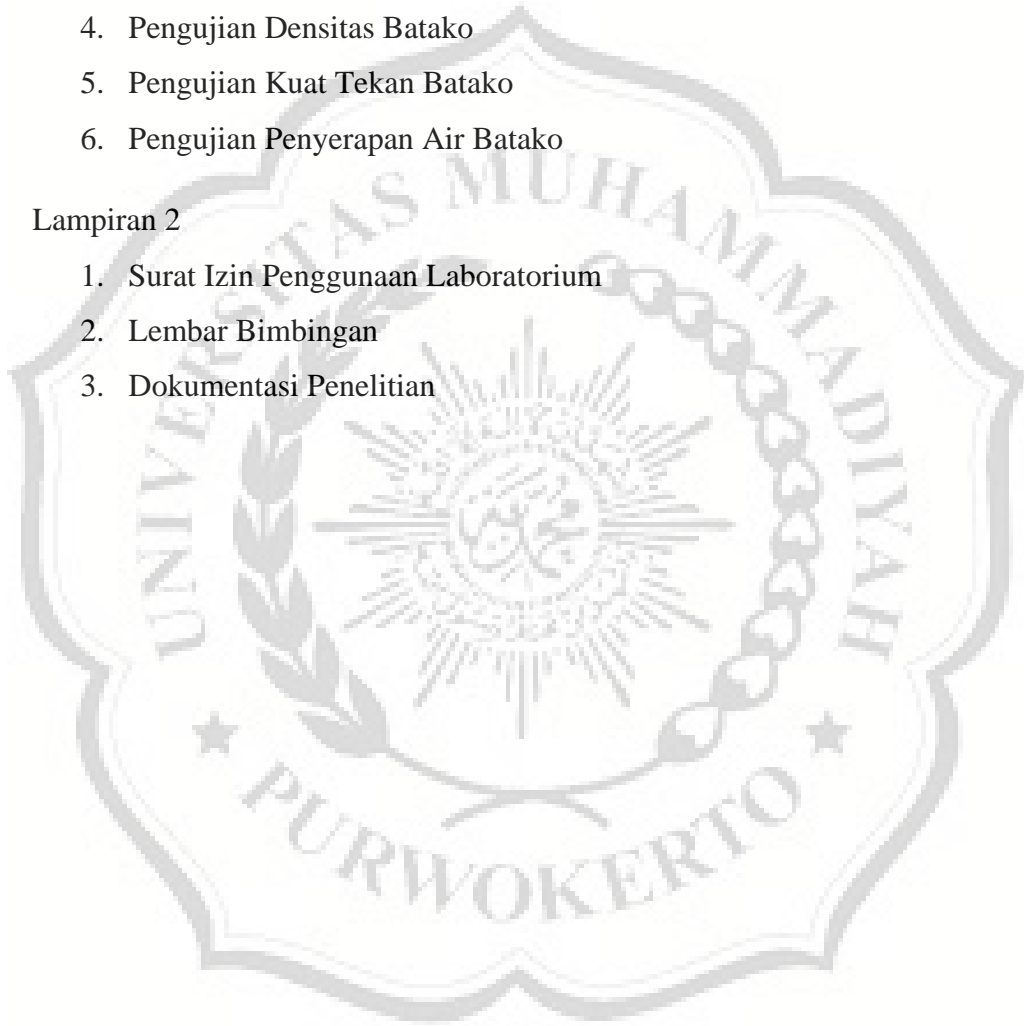 4. Pengujian Densitas Batako
5. Pengujian Kuat Tekan Batako
6. Pengujian Penyerapan Air Batako
Lampiran 2
1. Surat Izin Penggunaan Laboratorium
2. Lembar Bimbingan
3. Dokumentasi Penelitian
UNIVERSITAS MUHAMMADIYAH
PURWOKERTO